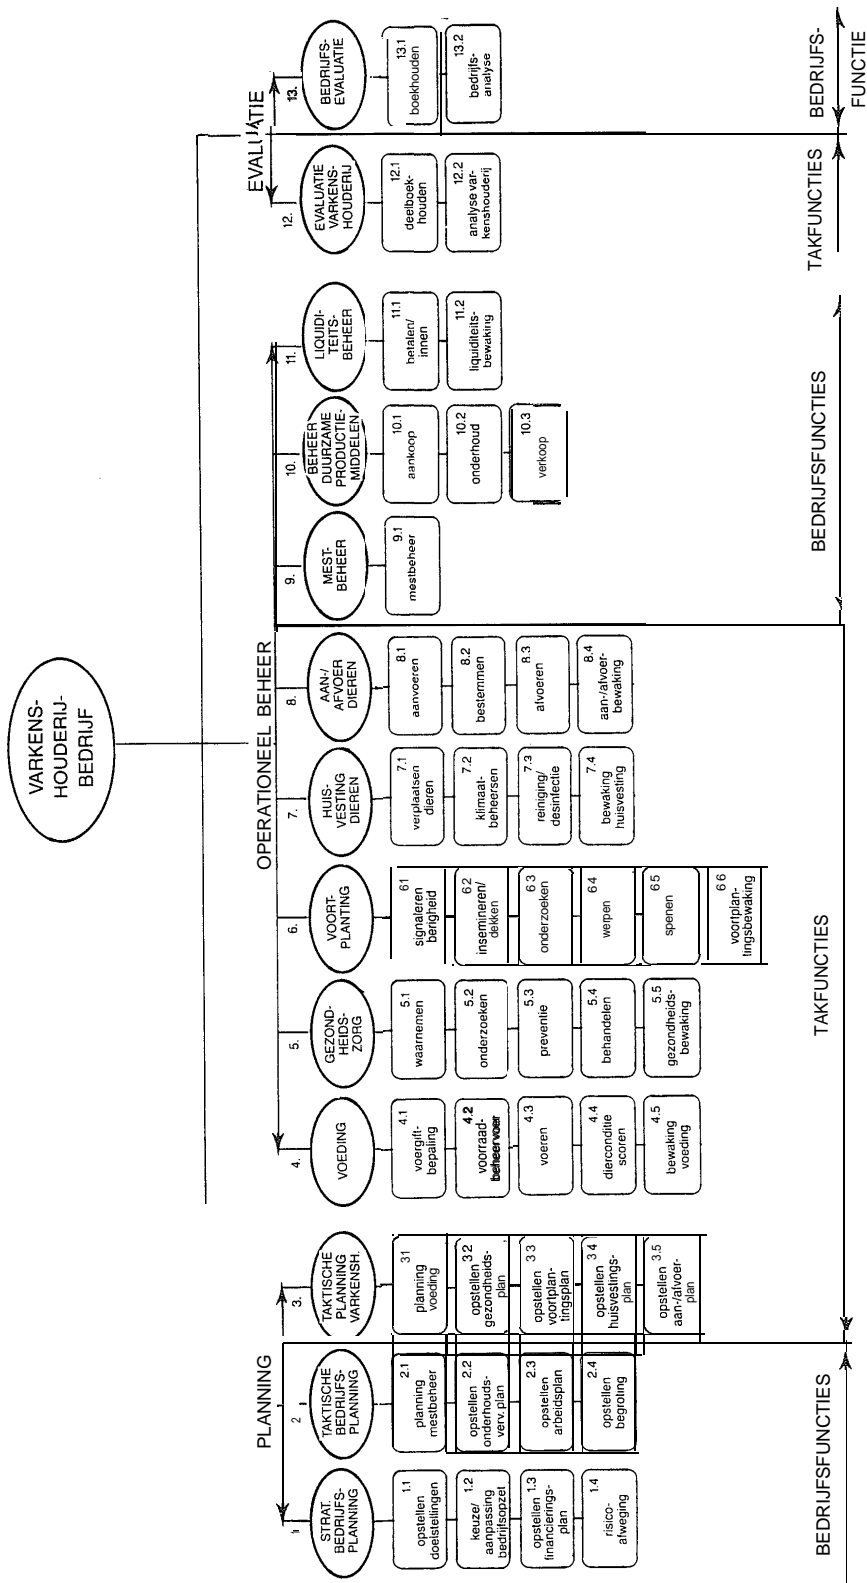 VARKENS-
HOUDERIJ-
BEDRIJF
PLANNING
OPERATIONEEL BEHEER
EVALUATIE
1
STRAT.
BEDRIJFS-
PLANNING
1.1
opstellen
doelstellingen
1.2
keuze/
aanpassing
bedrijfsopzet
1.3
opstellen
financierings-
plan
1.4
risico-
afweging
2
TAKTISCHE
BEDRIJFS-
PLANNING
2.1
planning
mestbeheer
2.2
opstellen
onderhouds-
verv. plan
2.3
opstellen
arbeidsplan
2.4
opstellen
begroting
3.
TAKTISCHE
PLANNING
VARKENSH.
3 1
planning
voeding
3 2
opstellen
gezondheids-
plan
3 3
opstellen
voortplan-
tingsplan
3 4
opstellen
huisvestings-
plan
3.5
opstellen
aan-/afvoer-
plan
4.
VOEDING
4.1
voergift-
bepaling
4.2
voorraad-
beheer voer
4.3
voeren
4.4
dierconditie
scoren
4.5
bewaking
voeding
5.
GEZOND-
HEIDS-
ZORG
5.1
waarnemen
5.2
onderzoeken
5.3
preventie
5.4
behandelen
5.5
gezondheids-
bewaking
6.
VOORT-
PLANTING
6 1
signaleren
berigheid
6 2
insemineren/
dekken
6 3
onderzoeken
6 4
werpen
6 5
spenen
6 6
voortplan-
tingsbewaking
7.
HUIS-
VESTING
DIEREN
7.1
verplaatsen
dieren
7.2
klimaat-
beheersen
7.3
reiniging/
desinfectie
7.4
bewaking
huisvesting
8.
AAN-/
AFVOER
DIEREN
8.1
aanvoeren
8.2
bestemmen
8.3
afvoeren
8.4
aan-/afvoer-
bewaking
9.
MEST-
BEHEER
9.1
mestbeheer
10.
BEHEER
DUURZAME
PRODUCTIE-
MIDDELEN
10.1
aankoop
10.2
onderhoud
10.3
verkoop
11.
LIQUIDI-
TEITS-
BEHEER
11.1
betalen/
innen
11.2
liquiditeits-
bewaking
12.
EVALUATIE
VARKENS-
HOUDERIJ
12.1
deelboek-
houden
12.2
analyse var-
kenshouderij
13.
BEDRIJFS-
EVALUATIE
13.1
boekhouden
13.2
bedrijfs-
analyse
BEDRIJFSFUNCTIES
TAKFUNCTIES
BEDRIJFSFUNCTIES
TAKFUNCTIES
BEDRIJFS-
FUNCTIE